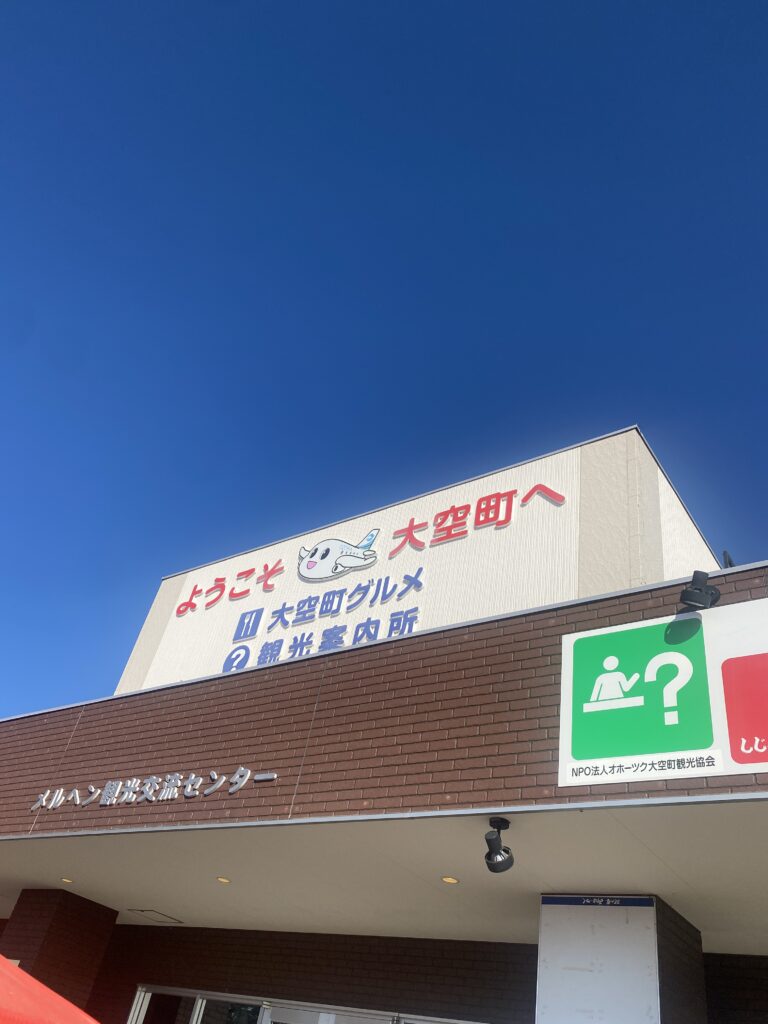 ようこそ 大空町へ
大空町グルメ
? 観光案内所
メルヘン観光交流センター
?
NPO法人オホーツク大空町観光協会
しじ